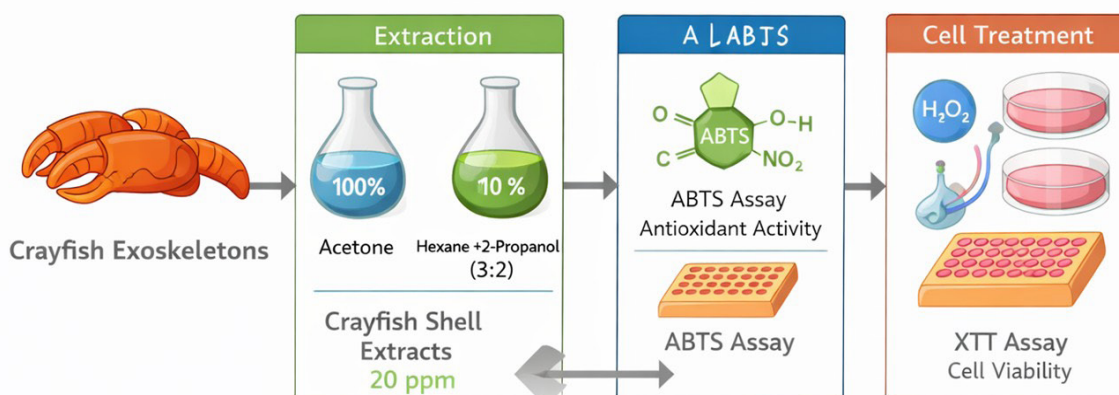 Crayfish Exoskeletons
Extraction
100%
10 %
Acetone
Hexane +2-Propanol
(3:2)
Crayfish Shell
Extracts
20 ppm
A LABJS
O
O-H
ABTS
C
NO₂
ABTS Assay
Antioxidant Activity
ABTS Assay
Cell Treatment
H₂O₂
XTT Assay
Cell Viability